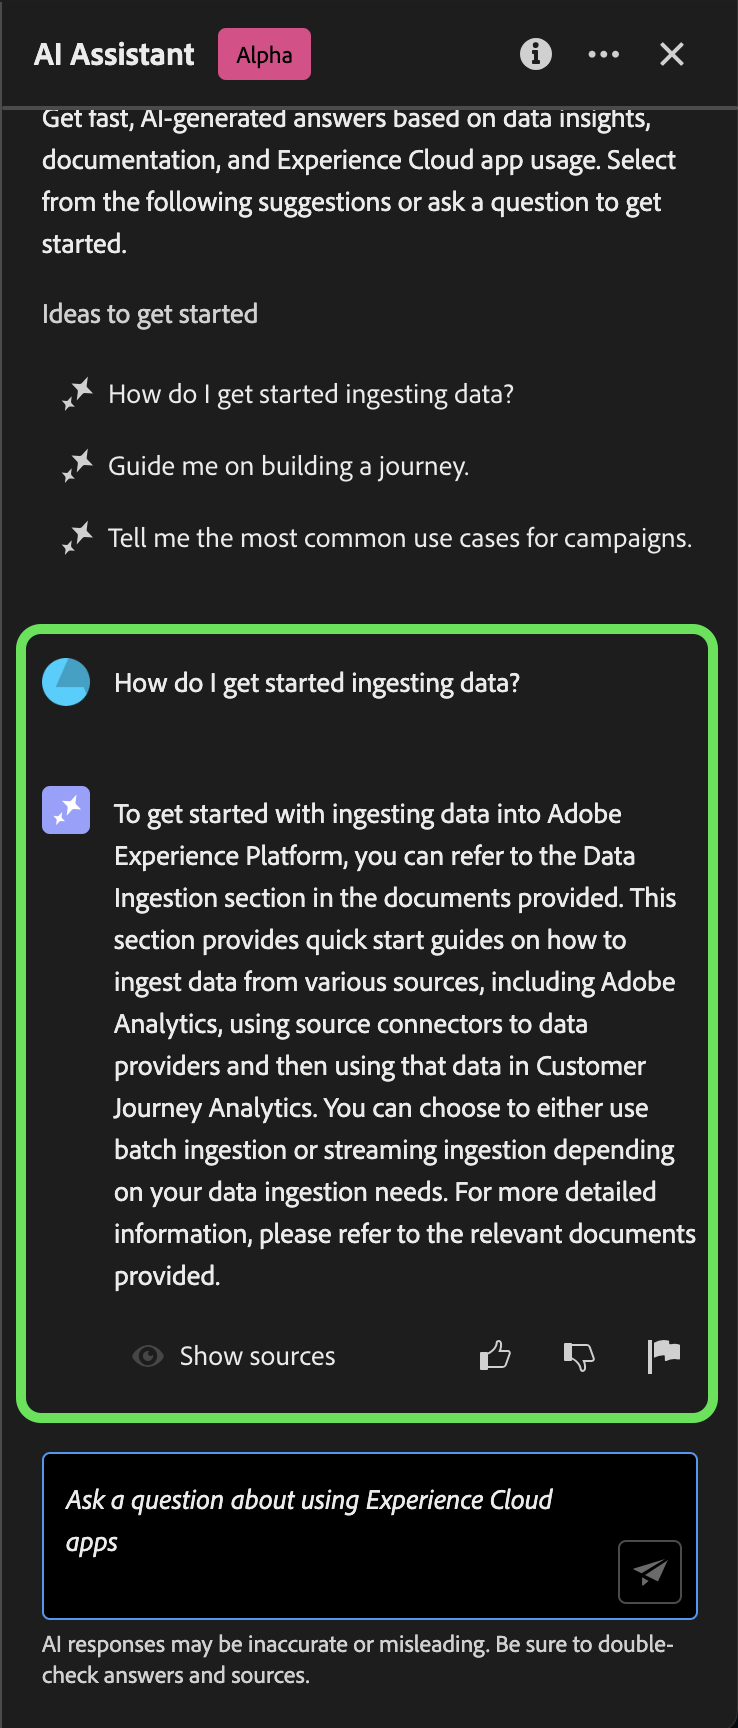 AI Assistant
Alpha
Get fast, AI-generated answers based on data insights,
documentation, and Experience Cloud app usage. Select
from the following suggestions or ask a question to get
started.
Ideas to get started
How do I get started ingesting data?
Guide me on building a journey.
Tell me the most common use cases for campaigns.
How do I get started ingesting data?
To get started with ingesting data into Adobe
Experience Platform, you can refer to the Data
Ingestion section in the documents provided. This
section provides quick start guides on how to
ingest data from various sources, including Adobe
Analytics, using source connectors to data
providers and then using that data in Customer
Journey Analytics. You can choose to either use
batch ingestion or streaming ingestion depending
on your data ingestion needs. For more detailed
information, please refer to the relevant documents
provided.
Show sources
Ask a question about using Experience Cloud
apps
AI responses may be inaccurate or misleading. Be sure to double-
check answers and sources.